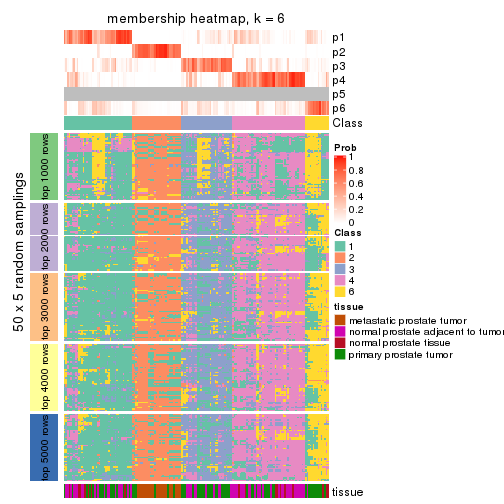 membership heatmap, k = 6
p1
p2
p3
p4
p5
p6
Class
50 x 5 random samplings
top 1000 rows
top 2000 rows
top 3000 rows
top 4000 rows
top 5000 rows
Prob
1
0.8
0.6
0.4
0.2
0
Class
1
2
3
4
6
tissue
metastatic prostate tumor
normal prostate adjacent to tumor
normal prostate tissue
primary prostate tumor
tissue